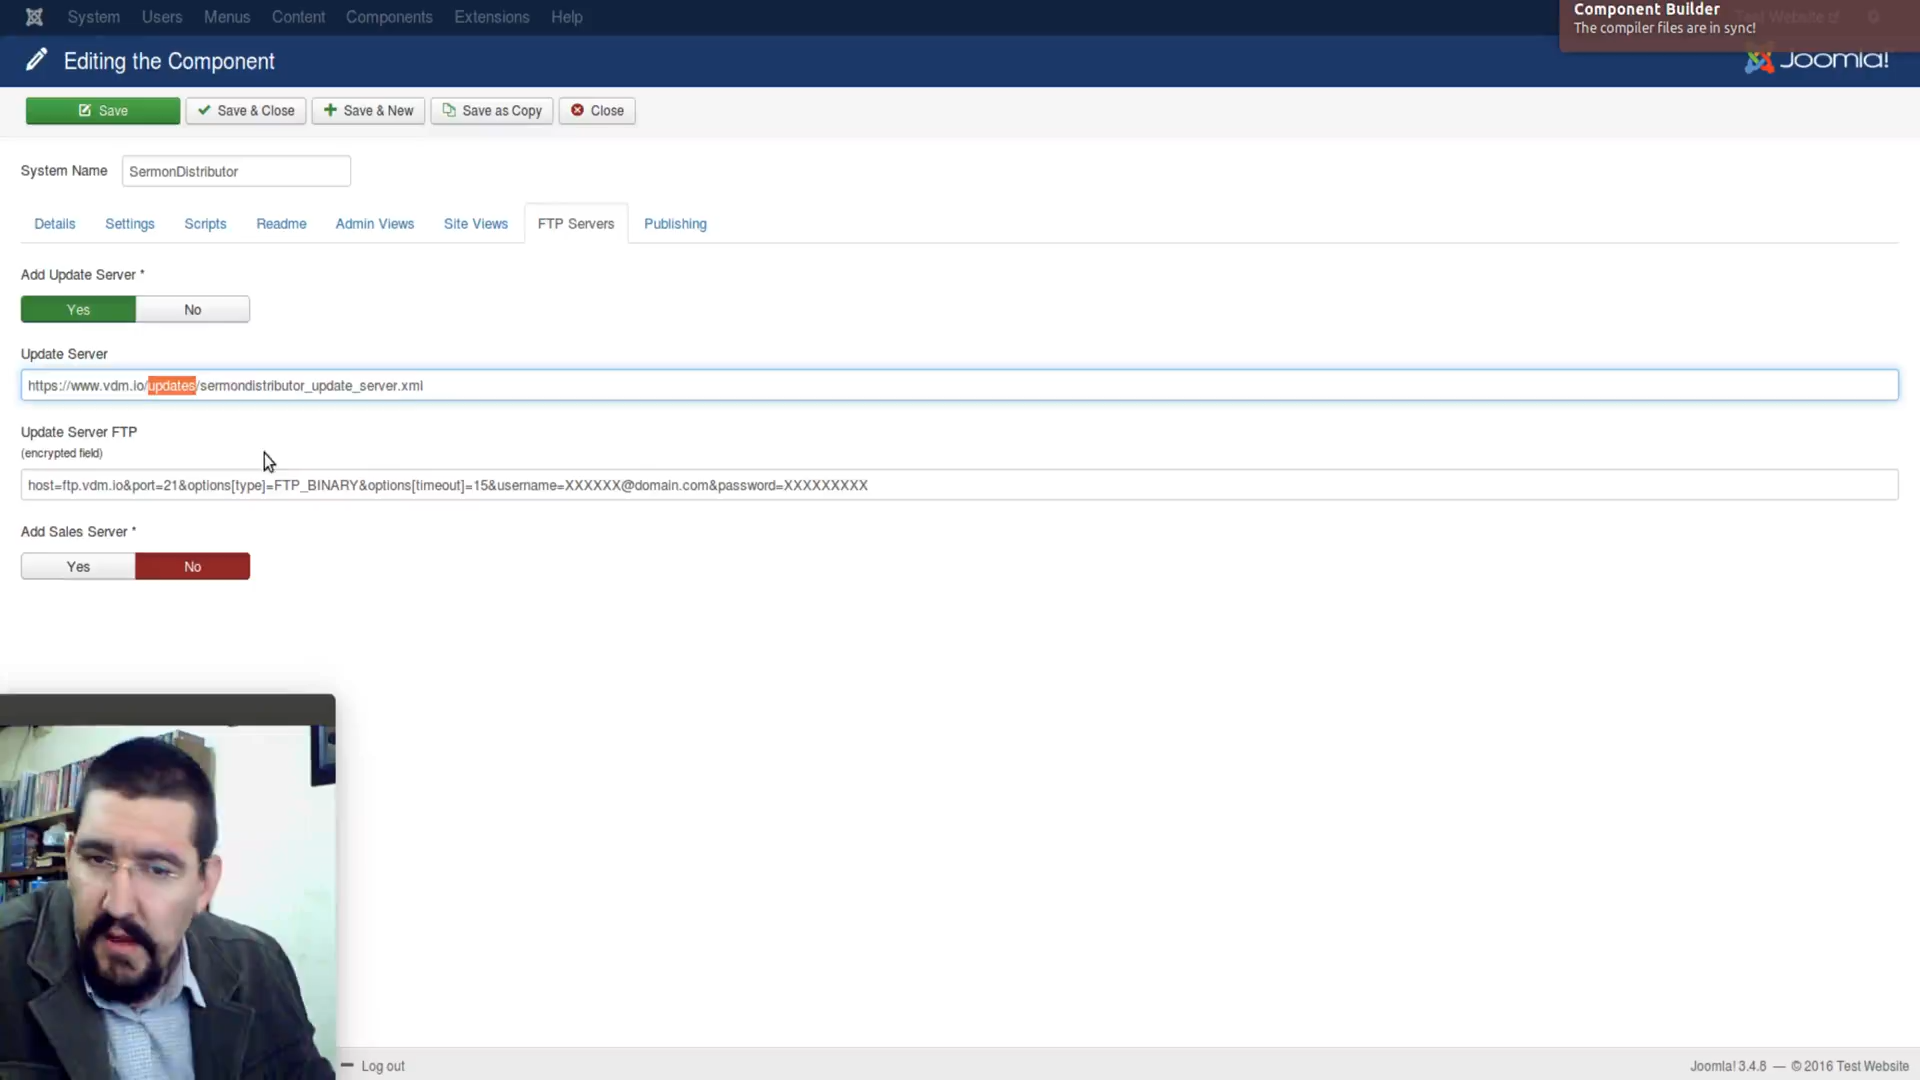 System Users Menus Content Components Extensions Help
Component Builder
The compiler files are in sync!
Test Website
Editing the Component
Joomla!
Save Save & Close Save & New Save as Copy Close
System Name SermonDistributor
Details Settings Scripts Readme Admin Views Site Views FTP Servers Publishing
Add Update Server *
Yes No
Update Server
https://www.vdm.io/updates/sermondistributor_update_server.xml
Update Server FTP
(encrypted field)
host=ftp.vdm.io&port=21&options[type]=FTP_BINARY&options[timeout]=15&username=XXXXXX@domain.com&password=XXXXXXXXX
Add Sales Server *
Yes No
Log out
Joomla! 3.4.8 — © 2016 Test Website